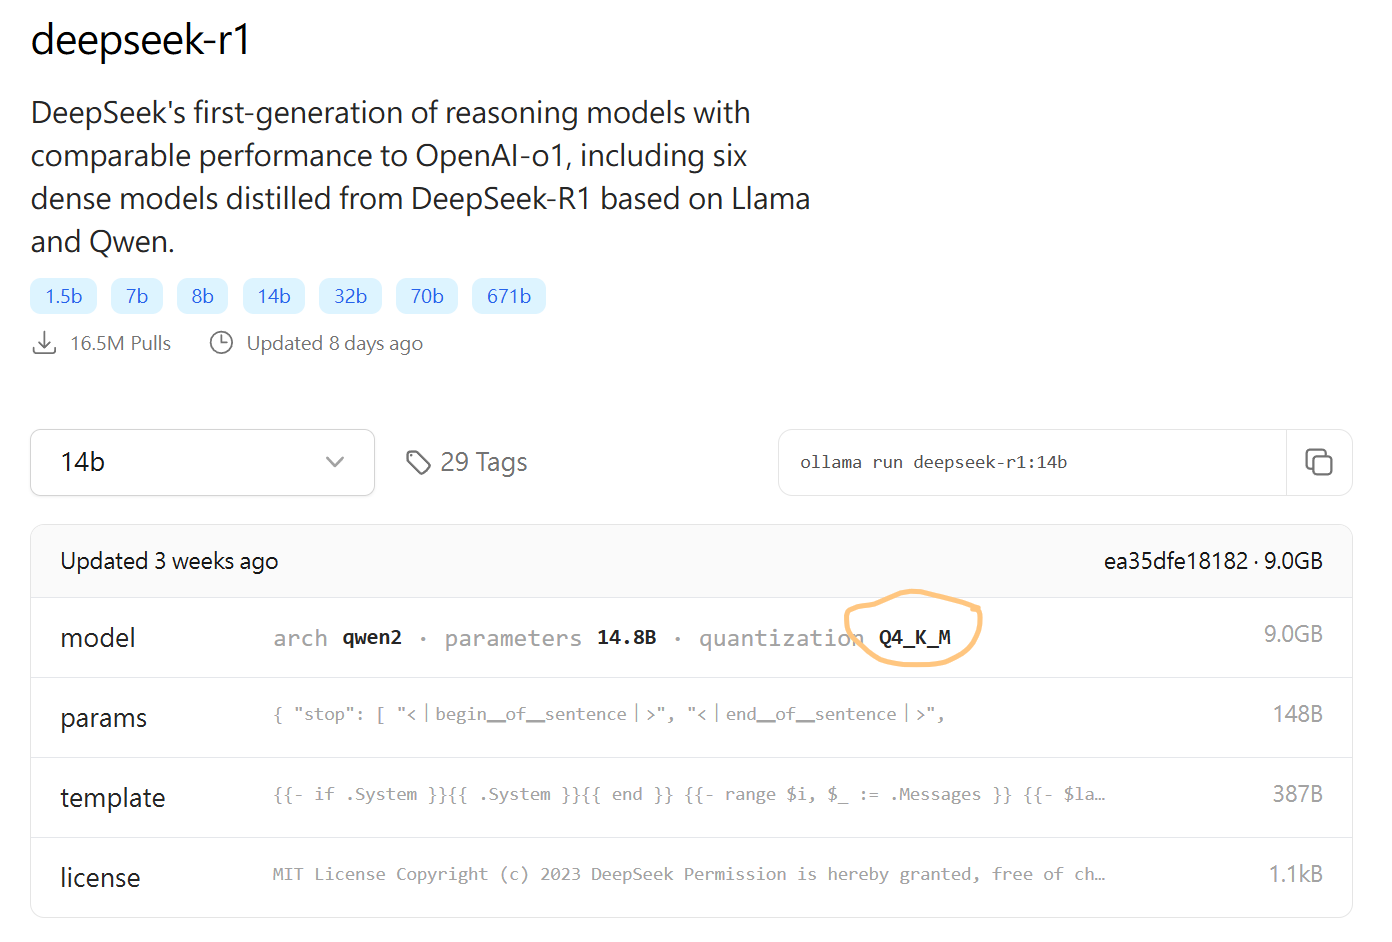 deepseek-r1
DeepSeek's first-generation of reasoning models with
comparable performance to OpenAI-o1, including six
dense models distilled from DeepSeek-R1 based on Llama
and Qwen.
1.5b 7b 8b 14b 32b 70b 671b
16.5M Pulls Updated 8 days ago
14b 29 Tags ollama run deepseek-r1:14b
Updated 3 weeks ago ea35dfe18182 · 9.0GB
model arch qwen2 · parameters 14.8B · quantization Q4_K_M 9.0GB
params { "stop": [ "<｜begin▁of▁sentence｜>", "<｜end▁of▁sentence｜>", 148B
template {{- if .System }}{{ .System }}{{ end }} {{- range $i, $_ := .Messages }} {{- $la… 387B
license MIT License Copyright (c) 2023 DeepSeek Permission is hereby granted, free of ch… 1.1kB